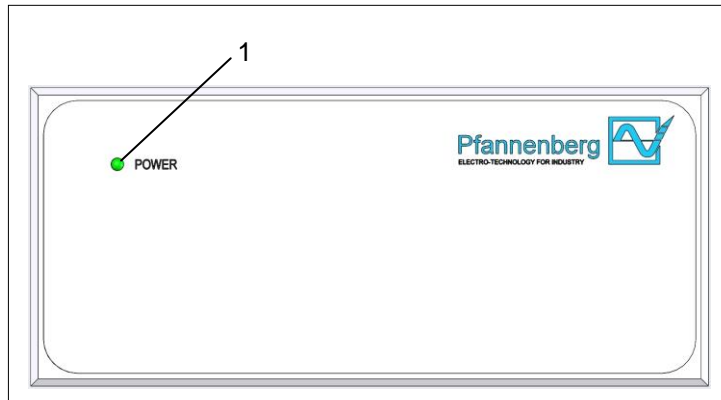 1
Pfannenberg
ELECTRO-TECHNOLOGY FOR INDUSTRY
POWER